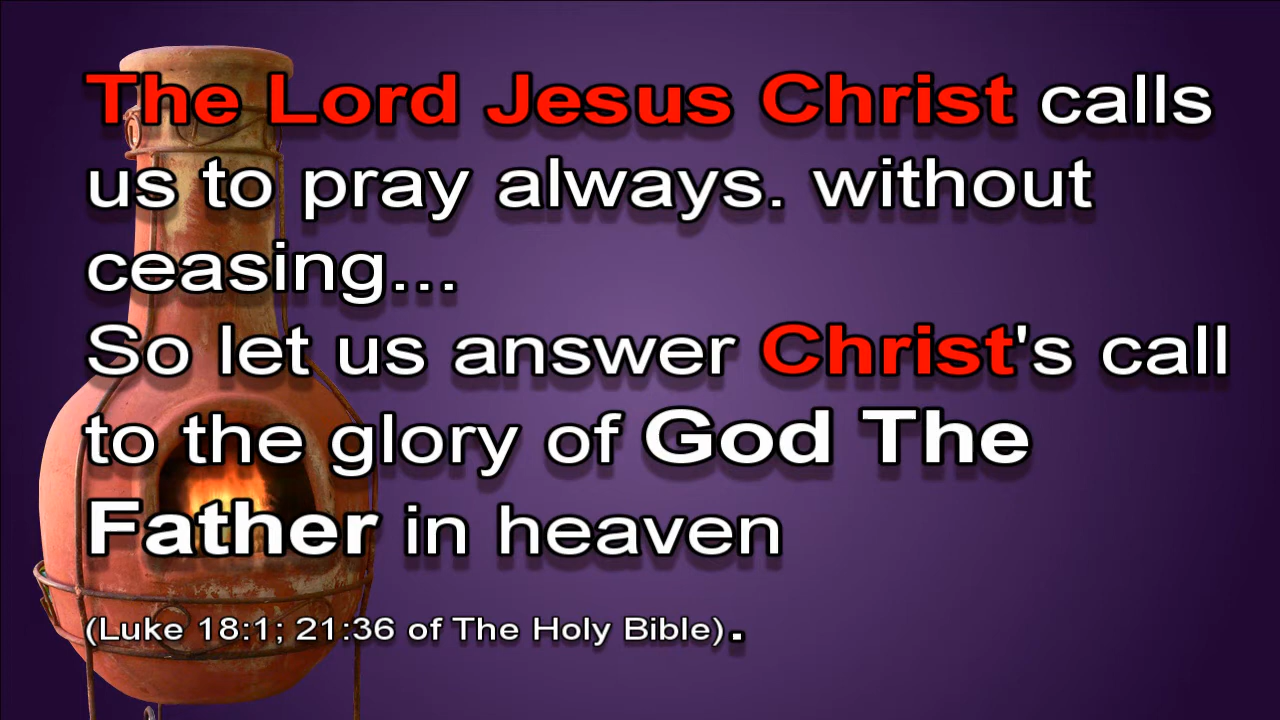 The Lord Jesus Christ calls
us to pray always. without
ceasing...
So let us answer Christ's call
to the glory of God The
Father in heaven
(Luke 18:1; 21:36 of The Holy Bible).